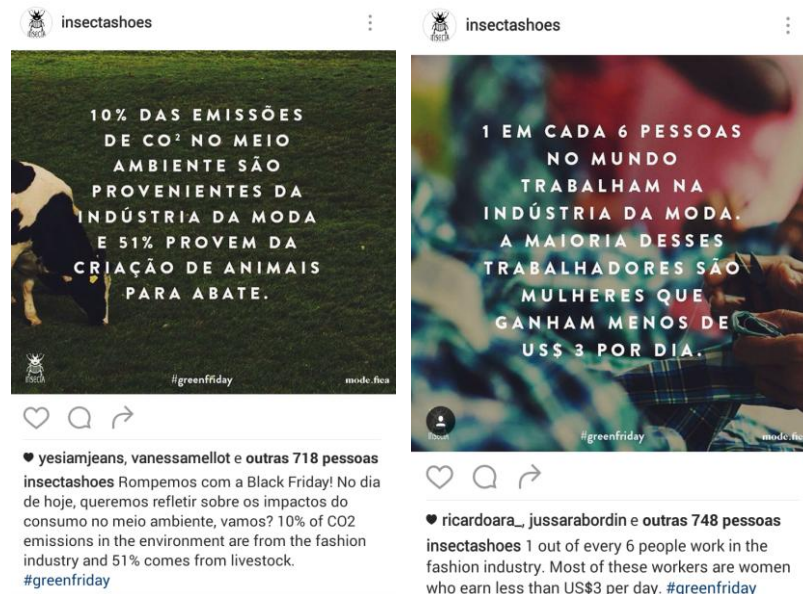 insectashoes
10% DAS EMISSÕES
DE CO² NO MEIO
AMBIENTE SÃO
PROVENIENTES DA
INDÚSTRIA DA MODA
E 51% PROVEM DA
CRIAÇÃO DE ANIMAIS
PARA ABATE.
INSECTA
#greenfriday
mode.fica
yesiamjeans, vanessamellot e outras 718 pessoas
insectashoes Rompemos com a Black Friday! No dia
de hoje, queremos refletir sobre os impactos do
consumo no meio ambiente, vamos? 10% of CO2
emissions in the environment are from the fashion
industry and 51% comes from livestock.
#greenfriday
insectashoes
1 EM CADA 6 PESSOAS
NO MUNDO
TRABALHAM NA
INDÚSTRIA DA MODA.
A MAIORIA DESSES
TRABALHADORES SÃO
MULHERES QUE
GANHAM MENOS DE
US$ 3 POR DIA.
#greenfriday
mode.fic
ricardoara_, jussarabordin e outras 748 pessoas
insectashoes 1 out of every 6 people work in the
fashion industry. Most of these workers are women
who earn less than US$3 per day. #greenfriday